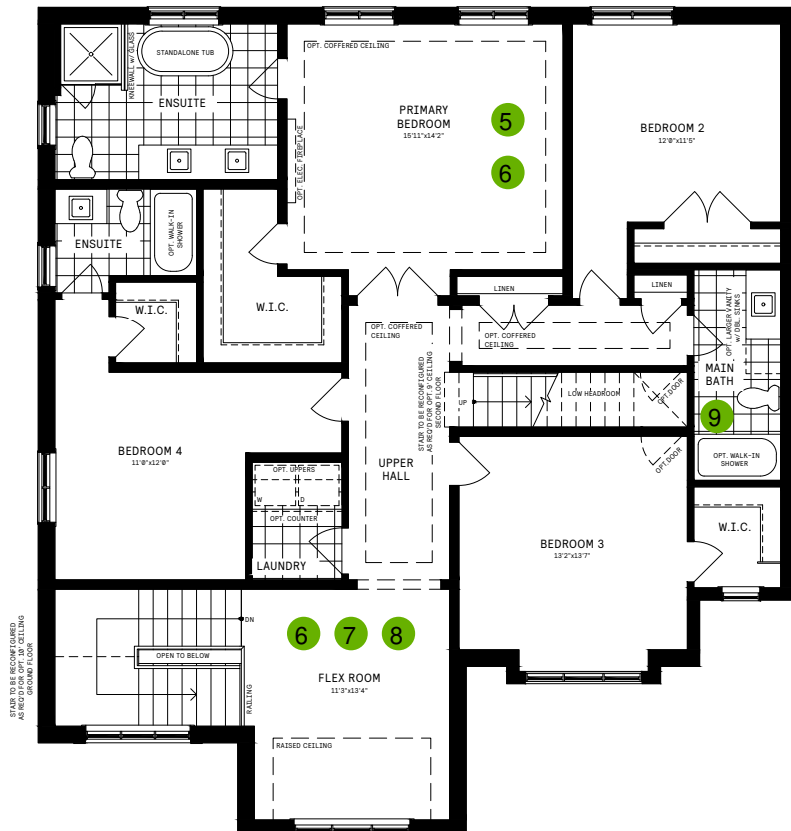 KNEEWALL w/ GLASS
STANDALONE TUB
ENSUITE
OPT. COFFERED CEILING
PRIMARY
BEDROOM
15'11"x14'2"
5
6
OPT. ELEC. FIREPLACE
BEDROOM 2
12'0"x11'5"
ENSUITE
OPT. WALK-IN
SHOWER
W.I.C.
W.I.C.
LINEN
LINEN
OPT. COFFERED
CEILING
OPT. COFFERED
CEILING
OPT. LARGER VANITY
w/ DBL. SINKS
MAIN
BATH
9
STAIR TO BE RECONFIGURED
AS REQ'D FOR OPT. 9' CEILING
SECOND FLOOR
UP
LOW HEADROOM
OPT. DOOR
OPT. DOOR
OPT. WALK-IN
SHOWER
BEDROOM 4
11'0"x12'0"
OPT. UPPERS
W
D
OPT. COUNTER
LAUNDRY
UPPER
HALL
BEDROOM 3
13'2"x13'7"
W.I.C.
STAIR TO BE RECONFIGURED
AS REQ'D FOR OPT. 10' CEILING
GROUND FLOOR
DN
OPEN TO BELOW
RAILING
6
7
8
FLEX ROOM
11'3"x13'4"
RAISED CEILING